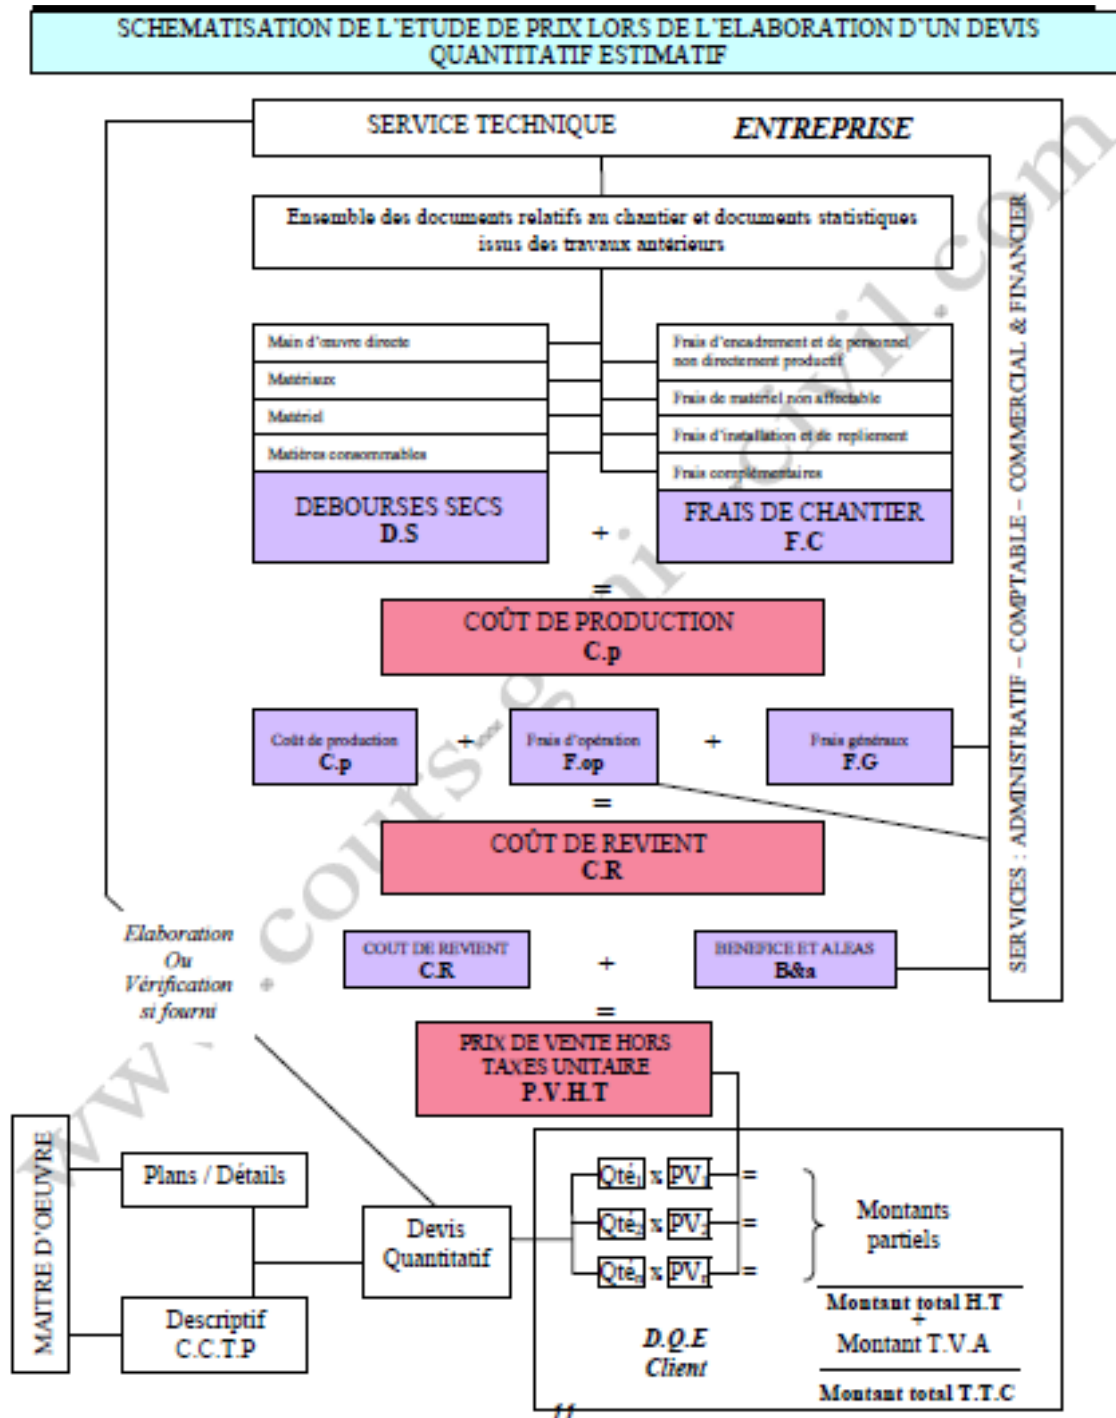 SCHEMATISATION DE L'ETUDE DE PRIX LORS DE L'ELABORATION D'UN DEVIS
QUANTITATIF ESTIMATIF
SERVICE TECHNIQUE
ENTREPRISE
Ensemble des documents relatifs au chantier et documents statistiques
issus des travaux antérieurs
Main d'œuvre directe
Matériaux
Matériel
Matières consommables
DEBOURSES SECS
D.S
+
Frais d'encadrement et de personnel
non directement productif
Frais de matériel non affectable
Frais d'installation et de repliement
Frais complémentaires
FRAIS DE CHANTIER
F.C
=
COÛT DE PRODUCTION
C.p
Coût de production
C.p
+
Frais d'opération
F.op
+
Frais généraux
F.G
=
COÛT DE REVIENT
C.R
COUT DE REVIENT
C.R
+
BENEFICE ET ALEAS
B&a
=
PRIX DE VENTE HORS
TAXES UNITAIRE
P.V.H.T
SERVICES : ADMINISTRATIF – COMPTABLE – COMMERCIAL & FINANCIER
Elaboration
Ou
Vérification
si fourni
MAITRE D'OEUVRE
Plans / Détails
Descriptif
C.C.T.P
Devis
Quantitatif
Qté1 x PV1 =
Qté2 x PV2 =
Qtén x PVn =
Montants
partiels
D.Q.E
Client
Montant total H.T
+
Montant T.V.A
Montant total T.T.C
11